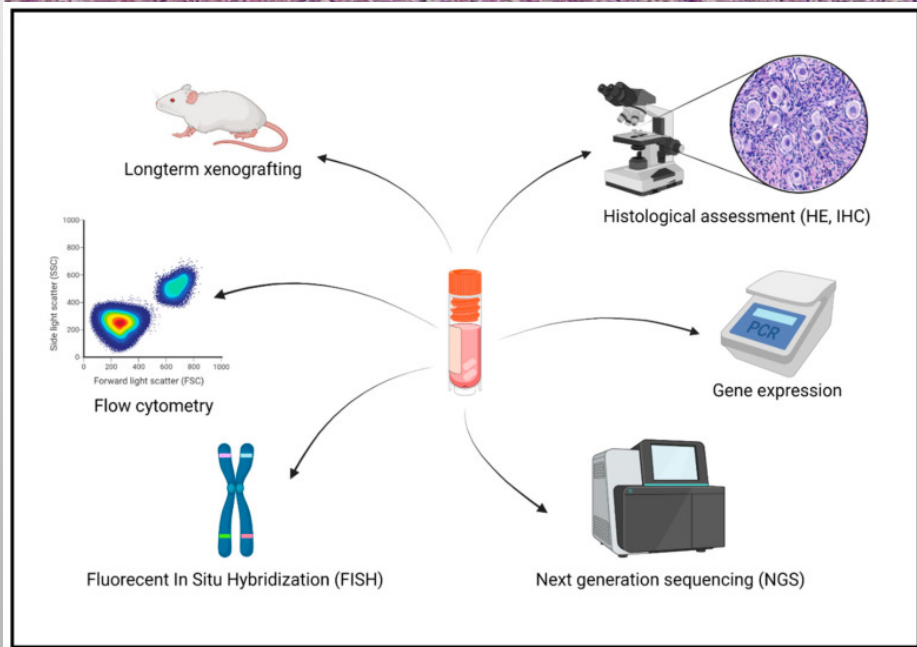 Longterm xenografting
Histological assessment (HE, IHC)
1000
800
600
400
200
0
Side light scatter (SSC)
0 200 400 600 800 1000
Forward light scatter (FSC)
Flow cytometry
PCR
Gene expression
Fluorecent In Situ Hybridization (FISH)
Next generation sequencing (NGS)